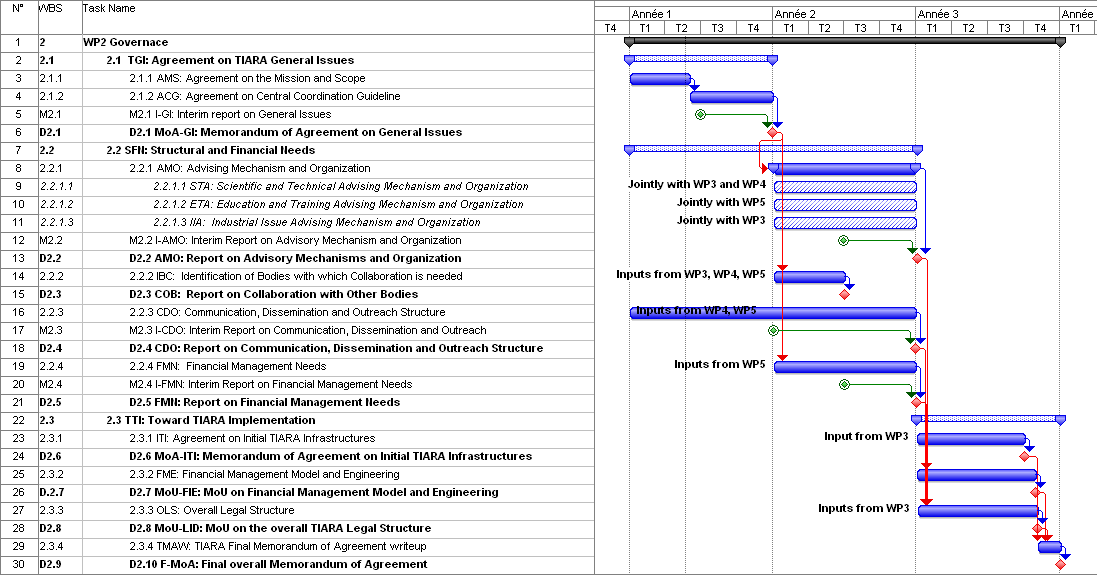 N° WBS Task Name
Année 1 Année 2 Année 3 Année
T4 T1 T2 T3 T4 T1 T2 T3 T4 T1 T2 T3 T4 T1
1 2 WP2 Governace
2 2.1 2.1 TGI: Agreement on TIARA General Issues
3 2.1.1 2.1.1 AMS: Agreement on the Mission and Scope
4 2.1.2 2.1.2 ACG: Agreement on Central Coordination Guideline
5 M2.1 M2.1 I-GI: Interim report on General Issues
6 D2.1 D2.1 MoA-GI: Memorandum of Agreement on General Issues
7 2.2 2.2 SFN: Structural and Financial Needs
8 2.2.1 2.2.1 AMO: Advising Mechanism and Organization
9 2.2.1.1 2.2.1.1 STA: Scientific and Technical Advising Mechanism and Organization Jointly with WP3 and WP4
10 2.2.1.2 2.2.1.2 ETA: Education and Training Advising Mechanism and Organization Jointly with WP5
11 2.2.1.3 2.2.1.3 IIA: Industrial Issue Advising Mechanism and Organization Jointly with WP3
12 M2.2 M2.2 I-AMO: Interim Report on Advisory Mechanism and Organization
13 D2.2 D2.2 AMO: Report on Advisory Mechanisms and Organization
14 2.2.2 2.2.2 IBC: Identification of Bodies with which Collaboration is needed Inputs from WP3, WP4, WP5
15 D2.3 D2.3 COB: Report on Collaboration with Other Bodies
16 2.2.3 2.2.3 CDO: Communication, Dissemination and Outreach Structure Inputs from WP4, WP5
17 M2.3 M2.3 I-CDO: Interim Report on Communication, Dissemination and Outreach
18 D2.4 D2.4 CDO: Report on Communication, Dissemination and Outreach Structure
19 2.2.4 2.2.4 FMN: Financial Management Needs Inputs from WP5
20 M2.4 M2.4 I-FMN: Interim Report on Financial Management Needs
21 D2.5 D2.5 FMN: Report on Financial Management Needs
22 2.3 2.3 TTI: Toward TIARA Implementation
23 2.3.1 2.3.1 ITI: Agreement on Initial TIARA Infrastructures Input from WP3
24 D2.6 D2.6 MoA-ITI: Memorandum of Agreement on Initial TIARA Infrastructures
25 2.3.2 2.3.2 FME: Financial Management Model and Engineering
26 D.2.7 D2.7 MoU-FIE: MoU on Financial Management Model and Engineering
27 2.3.3 2.3.3 OLS: Overall Legal Structure Inputs from WP3
28 D2.8 D2.8 MoU-LID: MoU on the overall TIARA Legal Structure
29 2.3.4 2.3.4 TMAW: TIARA Final Memorandum of Agreement writeup
30 D2.9 D2.10 F-MoA: Final overall Memorandum of Agreement